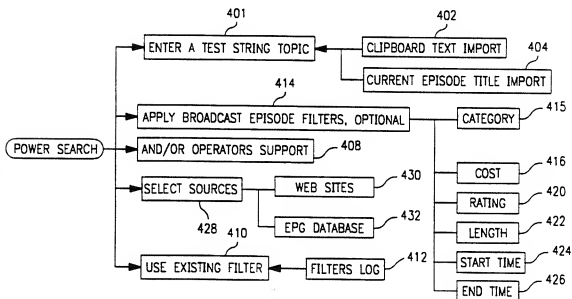 401
402
ENTER A TEST STRING TOPIC
CLIPBOARD TEXT IMPORT
404
CURRENT EPISODE TITLE IMPORT
414
415
APPLY BROADCAST EPISODE FILTERS, OPTIONAL
CATEGORY
POWER SEARCH
AND/OR OPERATORS SUPPORT
408
416
COST
SELECT SOURCES
WEB SITES
430
420
RATING
428
EPG DATABASE
432
422
LENGTH
410
424
START TIME
USE EXISTING FILTER
FILTERS LOG
412
426
END TIME